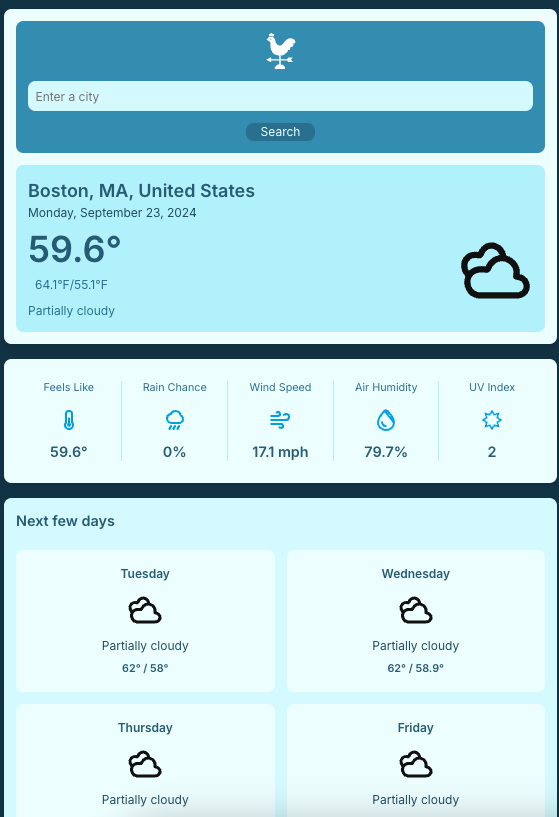 Enter a city
Search
Boston, MA, United States
Monday, September 23, 2024
59.6°
64.1°F/55.1°F
Partially cloudy
Feels Like Rain Chance Wind Speed Air Humidity UV Index
59.6° 0% 17.1 mph 79.7% 2
Next few days
Tuesday Wednesday
Partially cloudy Partially cloudy
62° / 58° 62° / 58.9°
Thursday Friday
Partially cloudy Partially cloudy